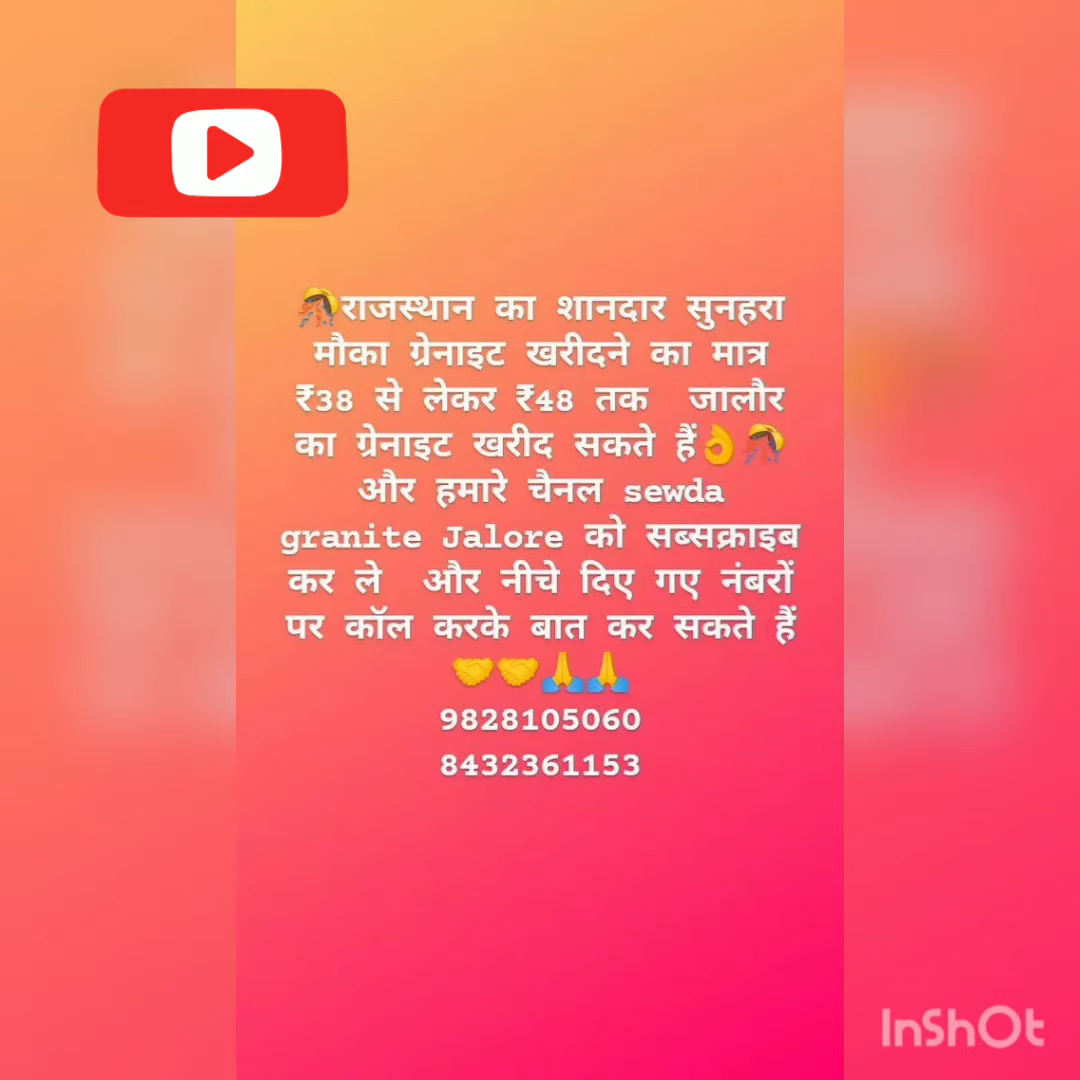 🎊राजस्थान का शानदार सुनहरा
मौका ग्रेनाइट खरीदने का मात्र
₹38 से लेकर ₹48 तक  जालौर
का ग्रेनाइट खरीद सकते हैं👌🎊
और हमारे चैनल sewda
granite Jalore को सब्सक्राइब
कर ले  और नीचे दिए गए नंबरों
पर कॉल करके बात कर सकते हैं
🤝🤝🙏🙏
9828105060
8432361153
InShOt